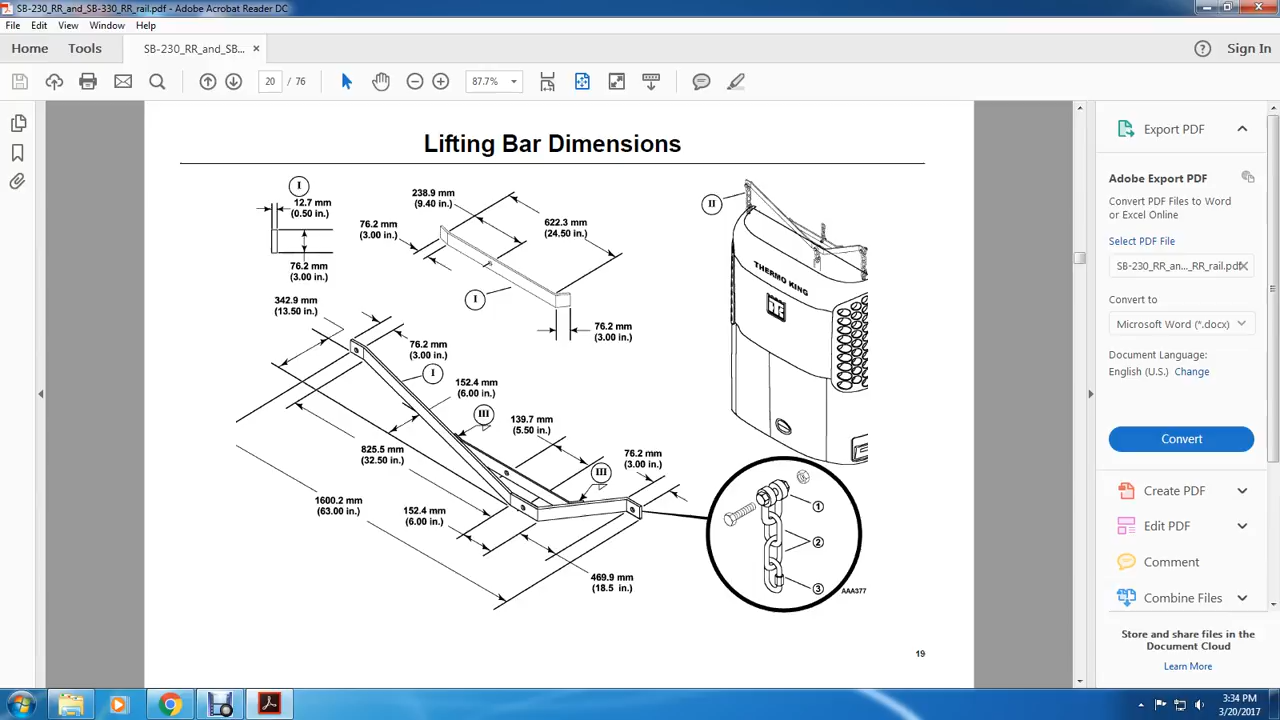 SB-230_RR_and_SB-330_RR_rail.pdf - Adobe Acrobat Reader DC
File Edit View Window Help
Home Tools SB-230_RR_and_SB... × Sign In
20 / 76 87.7%
Lifting Bar Dimensions
I
12.7 mm
(0.50 in.)
76.2 mm
(3.00 in.)
238.9 mm
(9.40 in.)
76.2 mm
(3.00 in.)
622.3 mm
(24.50 in.)
I
76.2 mm
(3.00 in.)
II
THERMO KING
342.9 mm
(13.50 in.)
76.2 mm
(3.00 in.)
I
152.4 mm
(6.00 in.)
III
139.7 mm
(5.50 in.)
III
76.2 mm
(3.00 in.)
825.5 mm
(32.50 in.)
1600.2 mm
(63.00 in.)
152.4 mm
(6.00 in.)
469.9 mm
(18.5 in.)
1
2
3
AAA377
19
Export PDF
Adobe Export PDF
Convert PDF Files to Word
or Excel Online
Select PDF File
SB-230_RR_an..._RR_rail.pdf
Convert to
Microsoft Word (*.docx)
Document Language:
English (U.S.) Change
Convert
Create PDF
Edit PDF
Comment
Combine Files
Store and share files in the
Document Cloud
Learn More
3:34 PM
3/20/2017